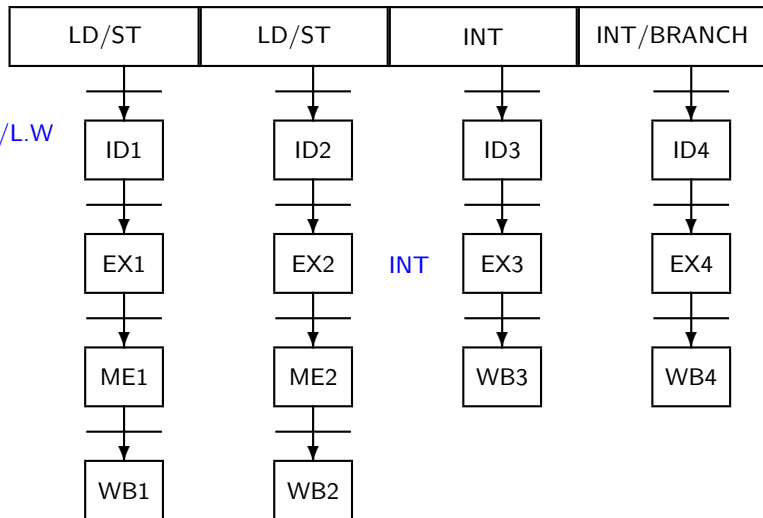 LD/ST LD/ST INT INT/BRANCH
/L.W ID1 ID2 ID3 ID4
EX1 EX2 INT EX3 EX4
ME1 ME2 WB3 WB4
WB1 WB2